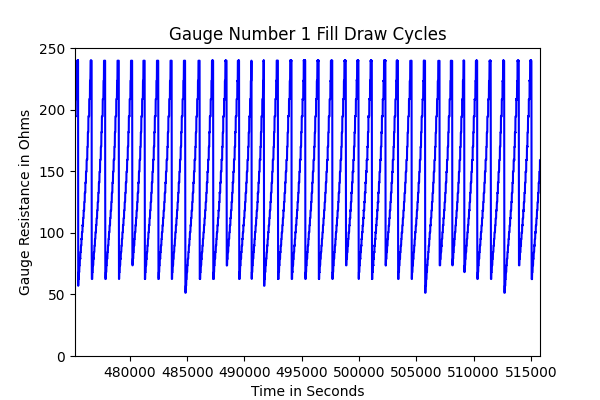 Gauge Number 1 Fill Draw Cycles
250
200
150
100
50
0
Gauge Resistance in Ohms
480000 485000 490000 495000 500000 505000 510000 515000
Time in Seconds